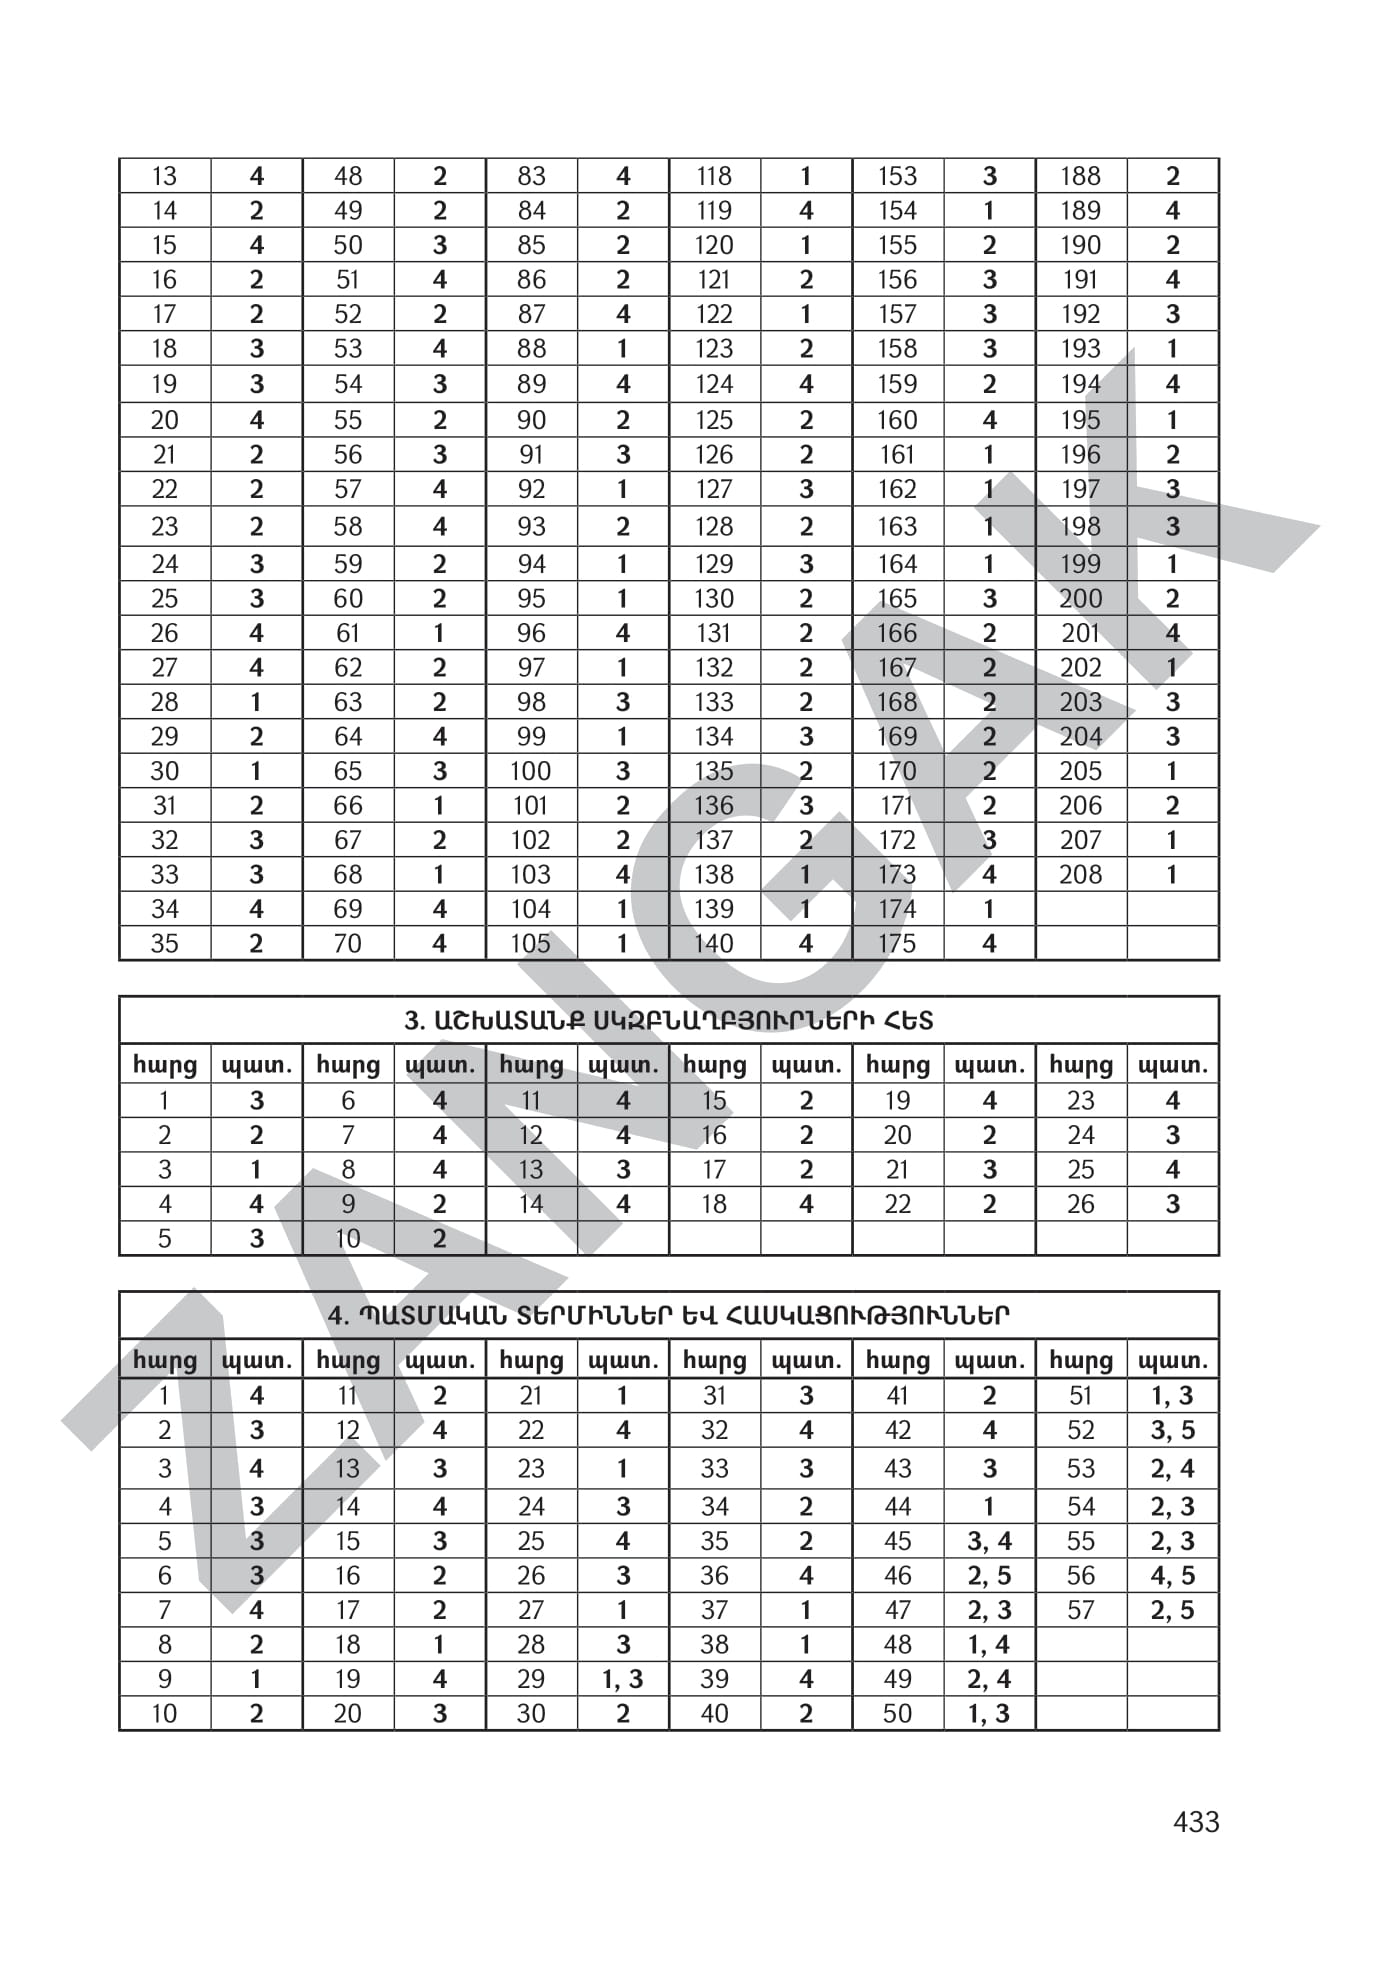 13 4 48 2 83 4 118 1 153 3 188 2
14 2 49 2 84 2 119 4 154 1 189 4
15 4 50 3 85 2 120 1 155 2 190 2
16 2 51 4 86 2 121 2 156 3 191 4
17 2 52 2 87 4 122 1 157 3 192 3
18 3 53 4 88 1 123 2 158 3 193 1
19 3 54 3 89 4 124 4 159 2 194 4
20 4 55 2 90 2 125 2 160 4 195 1
21 2 56 3 91 3 126 2 161 1 196 2
22 2 57 4 92 1 127 3 162 1 197 3
23 2 58 4 93 2 128 2 163 1 198 3
24 3 59 2 94 1 129 3 164 1 199 1
25 3 60 2 95 1 130 2 165 3 200 2
26 4 61 1 96 4 131 2 166 2 201 4
27 4 62 2 97 1 132 2 167 2 202 1
28 1 63 2 98 3 133 2 168 2 203 3
29 2 64 4 99 1 134 3 169 2 204 3
30 1 65 3 100 3 135 2 170 2 205 1
31 2 66 1 101 2 136 3 171 2 206 2
32 3 67 2 102 2 137 2 172 3 207 1
33 3 68 1 103 4 138 1 173 4 208 1
34 4 69 4 104 1 139 1 174 1
35 2 70 4 105 1 140 4 175 4
3. ԱՇԽԱՏԱՆՔ ՍԿԶԲՆԱՂԲՅՈՒՐՆԵՐԻ ՀԵՏ
հարց պատ. հարց պատ. հարց պատ. հարց պատ. հարց պատ. հարց պատ.
1 3 6 4 11 4 15 2 19 4 23 4
2 2 7 4 12 4 16 2 20 2 24 3
3 1 8 4 13 3 17 2 21 3 25 4
4 4 9 2 14 4 18 4 22 2 26 3
5 3 10 2
4. ՊԱՏՄԱԿԱՆ ՏԵՐՄԻՆՆԵՐ ԵՎ ՀԱՍԿԱՑՈՒԹՅՈՒՆՆԵՐ
հարց պատ. հարց պատ. հարց պատ. հարց պատ. հարց պատ. հարց պատ.
1 4 11 2 21 1 31 3 41 2 51 1, 3
2 3 12 4 22 4 32 4 42 4 52 3, 5
3 4 13 3 23 1 33 3 43 3 53 2, 4
4 3 14 4 24 3 34 2 44 1 54 2, 3
5 3 15 3 25 4 35 2 45 3, 4 55 2, 3
6 3 16 2 26 3 36 4 46 2, 5 56 4, 5
7 4 17 2 27 1 37 1 47 2, 3 57 2, 5
8 2 18 1 28 3 38 1 48 1, 4
9 1 19 4 29 1, 3 39 4 49 2, 4
10 2 20 3 30 2 40 2 50 1, 3
433
ZANGAK